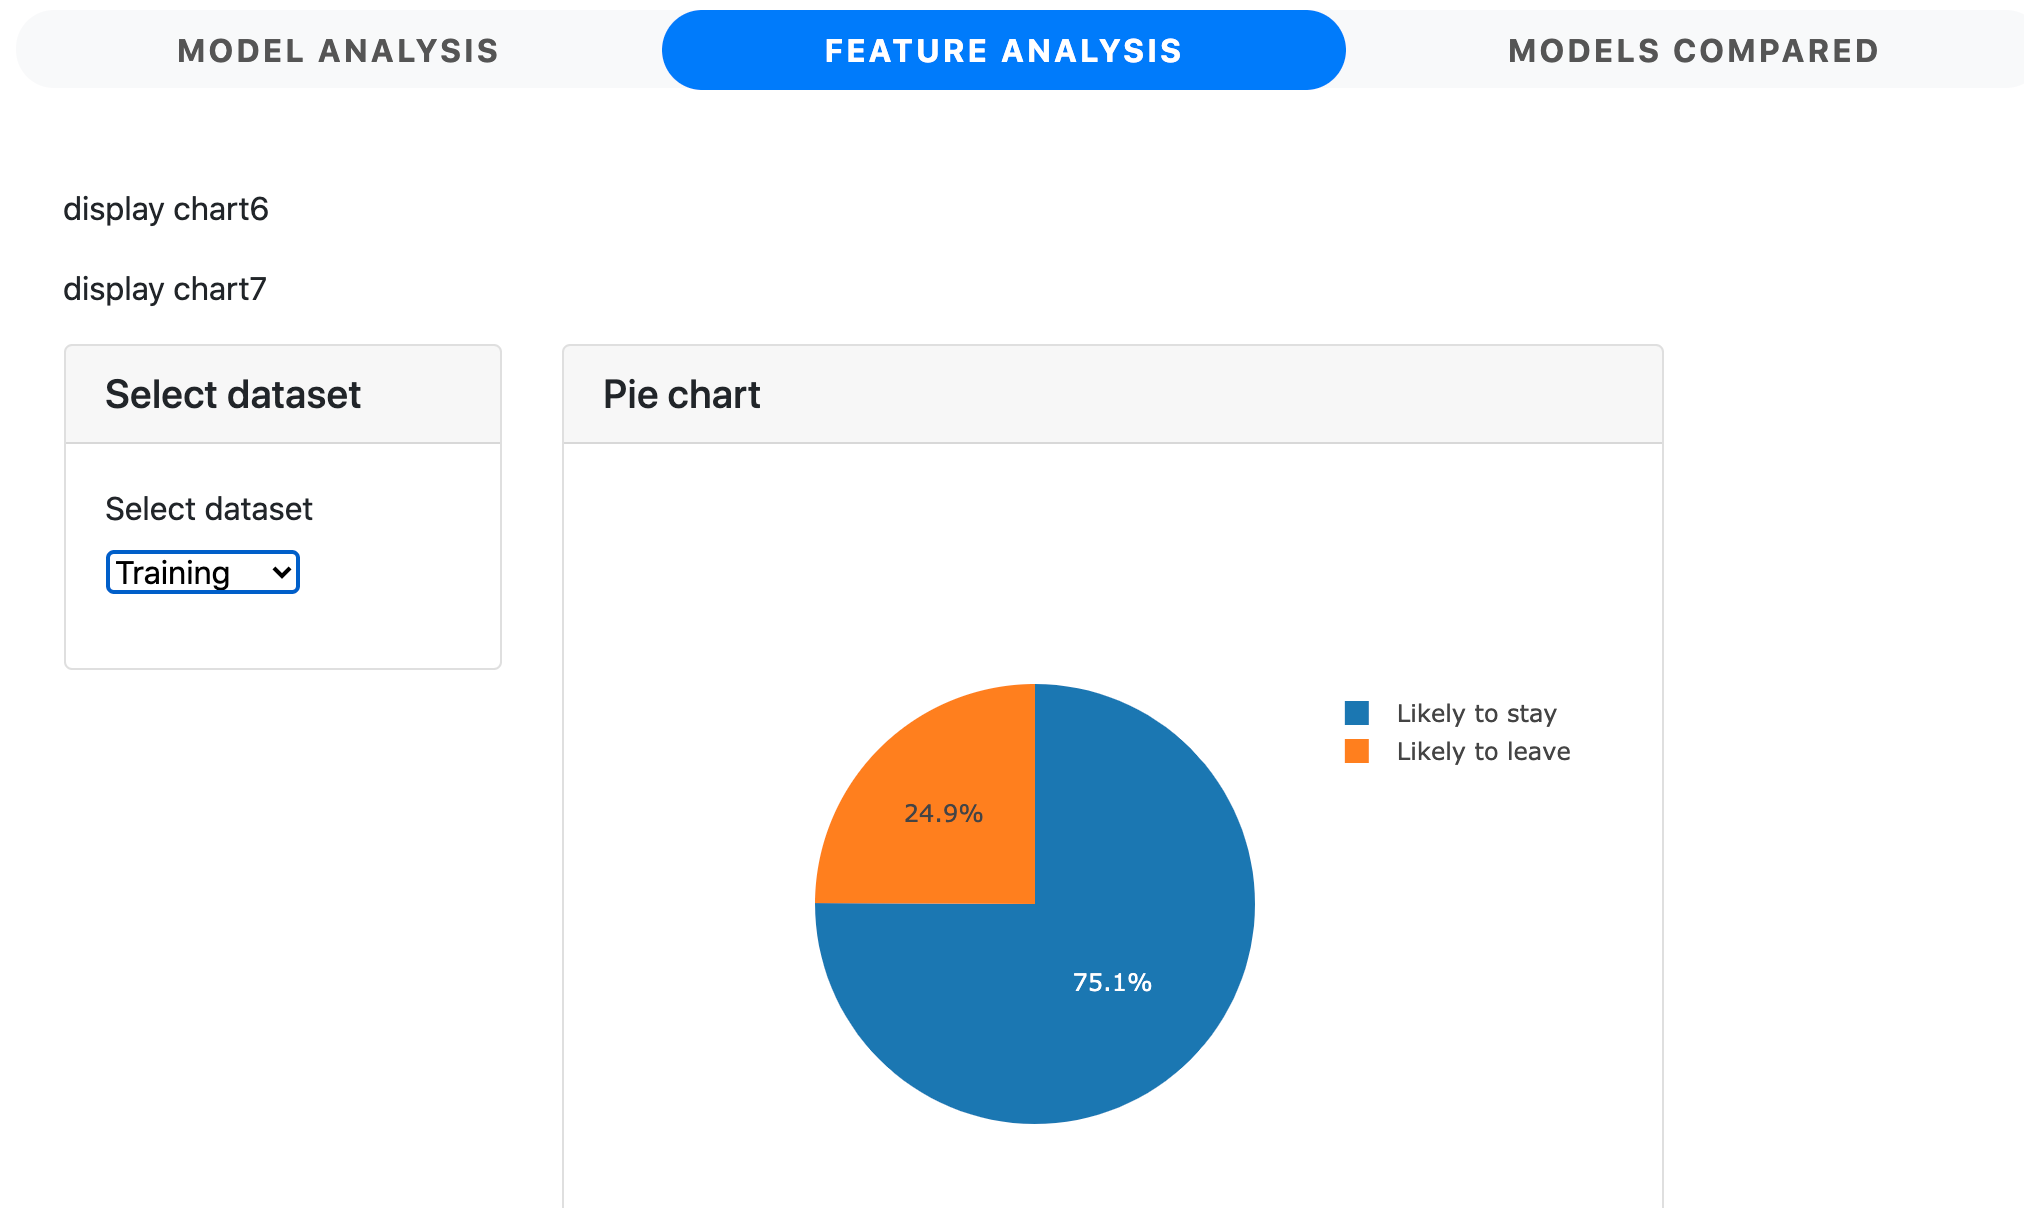 MODEL ANALYSIS
FEATURE ANALYSIS
MODELS COMPARED
display chart6
display chart7
Select dataset
Select dataset
Training
Pie chart
Likely to stay
Likely to leave
24.9%
75.1%